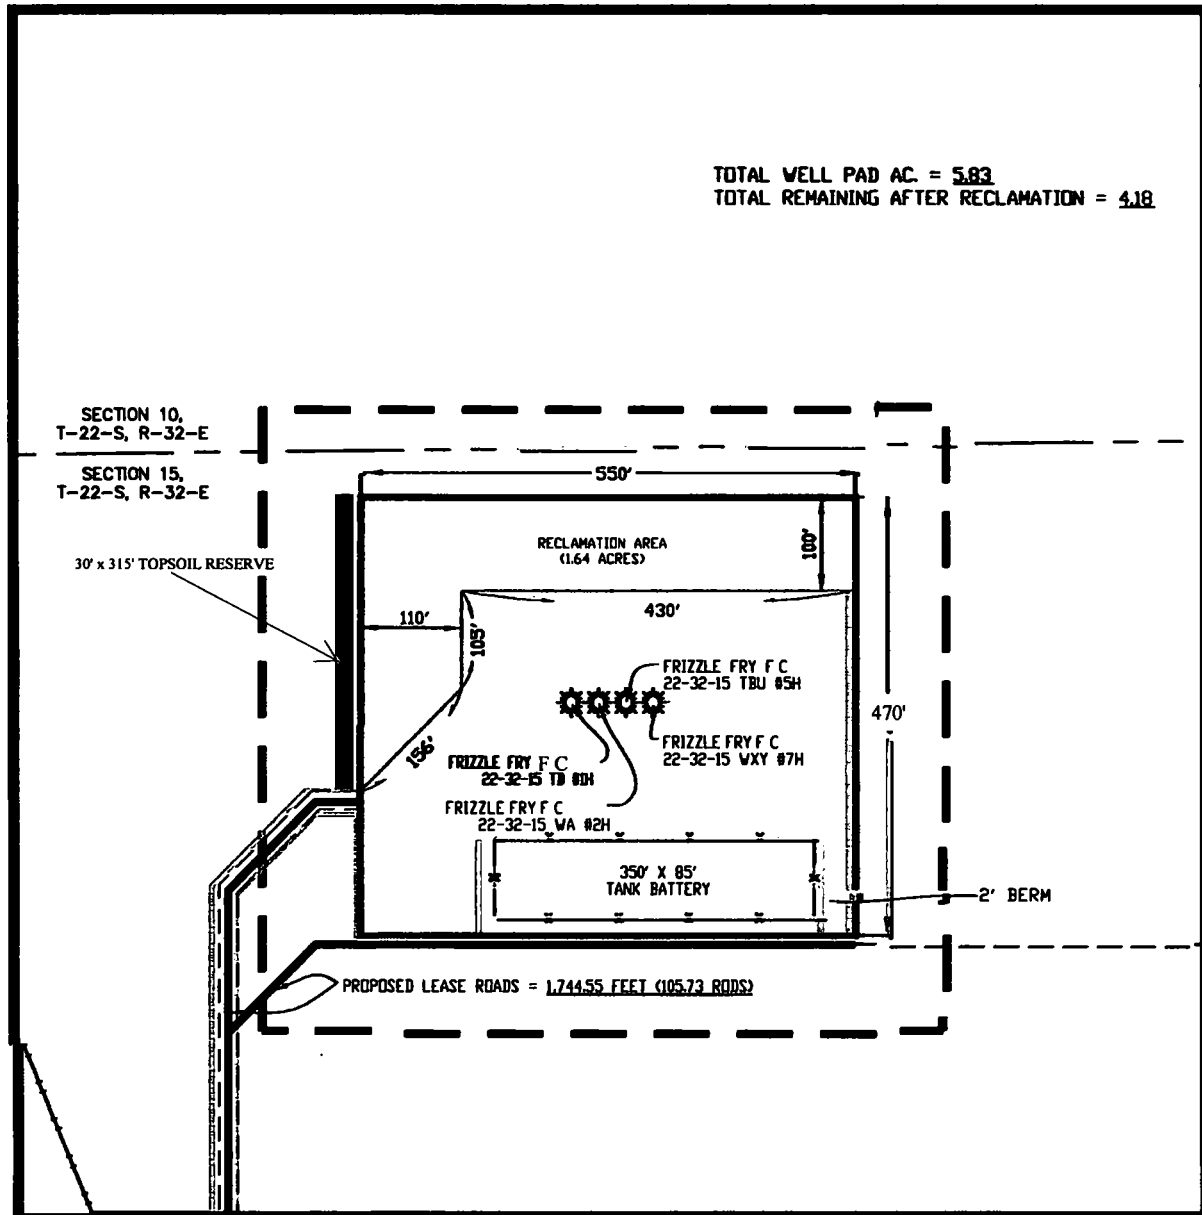 TOTAL WELL PAD AC. = 5.83
TOTAL REMAINING AFTER RECLAMATION = 4.18
SECTION 10,
T-22-S, R-32-E
SECTION 15,
T-22-S, R-32-E
550'
30' x 315' TOPSOIL RESERVE
RECLAMATION AREA
(1.64 ACRES)
100'
430'
110'
105'
FRIZZLE FRY F C
22-32-15 TBU #5H
470'
156'
FRIZZLE FRY F C
22-32-15 WXY #7H
FRIZZLE FRY F C
22-32-15 TB #1H
FRIZZLE FRY F C
22-32-15 WA #2H
350' X 85'
TANK BATTERY
2' BERM
PROPOSED LEASE ROADS = 1,744.55 FEET (105.73 RODS)